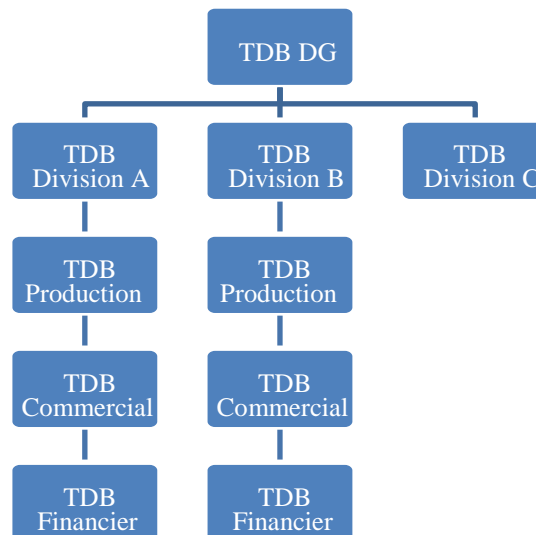 TDB DG
TDB
Division A
TDB
Division B
TDB
Division C
TDB
Production
TDB
Production
TDB
Commercial
TDB
Commercial
TDB
Financier
TDB
Financier